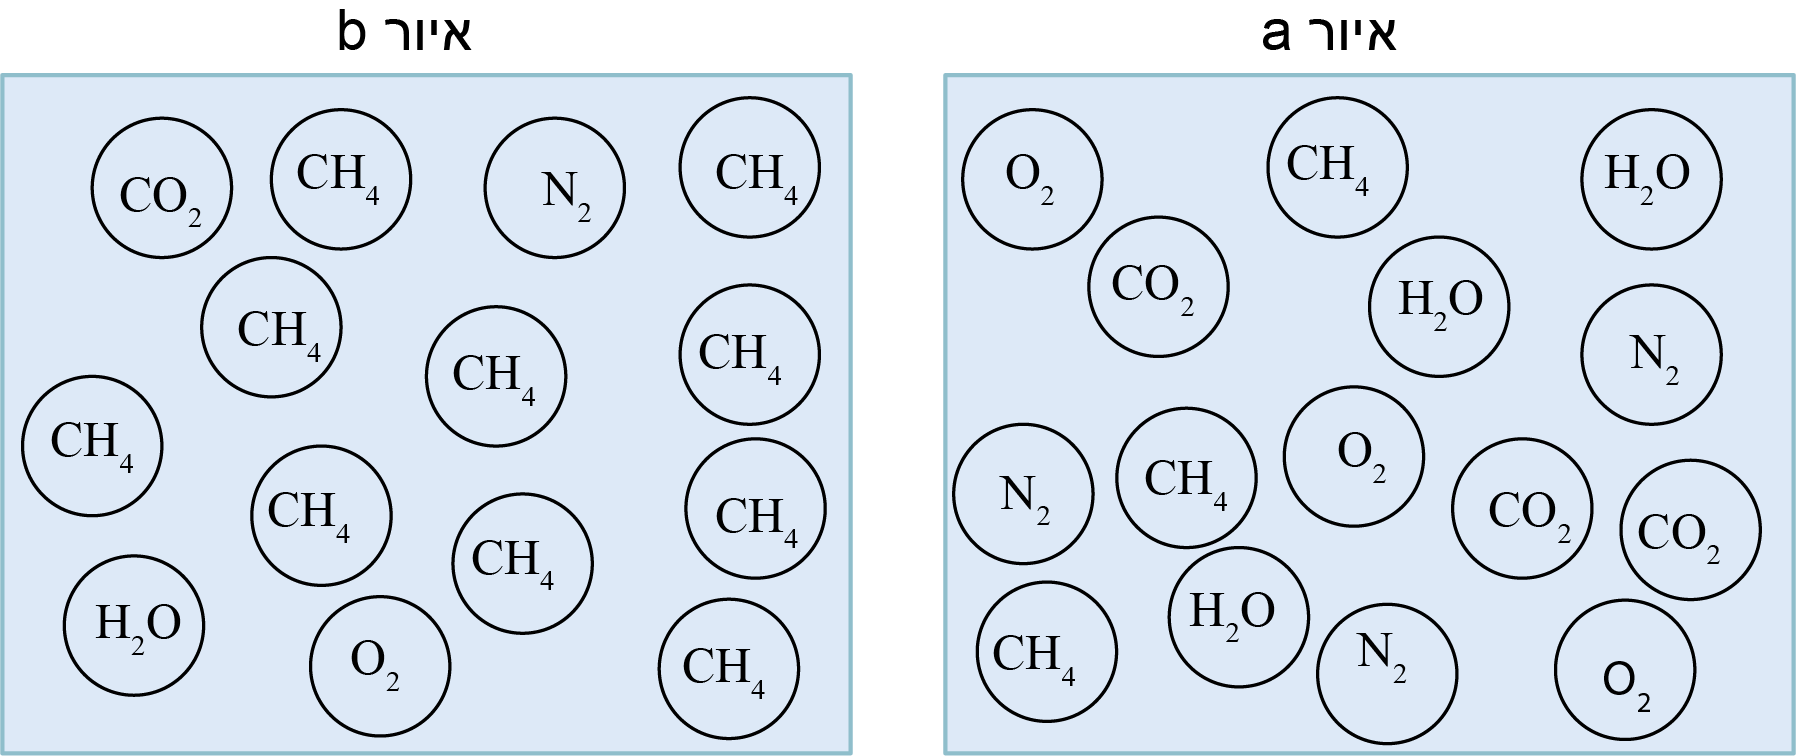 איור a
O₂
CH₄
H₂O
CO₂
H₂O
N₂
N₂
CH₄
O₂
CO₂
CO₂
CH₄
H₂O
N₂
O₂
איור b
CO₂
CH₄
N₂
CH₄
CH₄
CH₄
CH₄
CH₄
CH₄
CH₄
CH₄
H₂O
O₂
CH₄